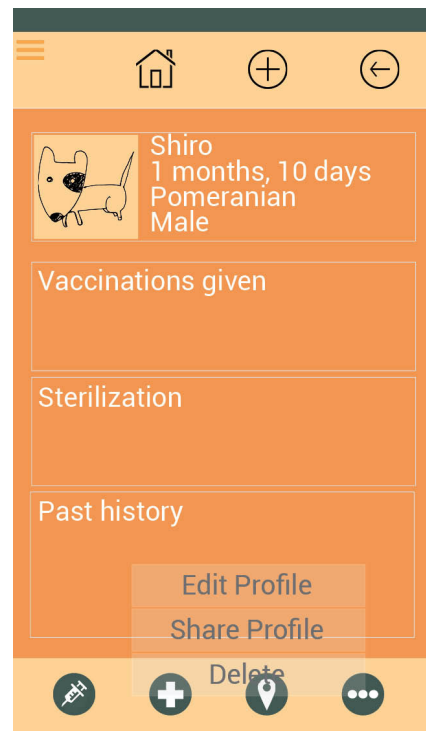 Shiro
1 months, 10 days
Pomeranian
Male
Vaccinations given
Sterilization
Past history
Edit Profile
Share Profile
Delete